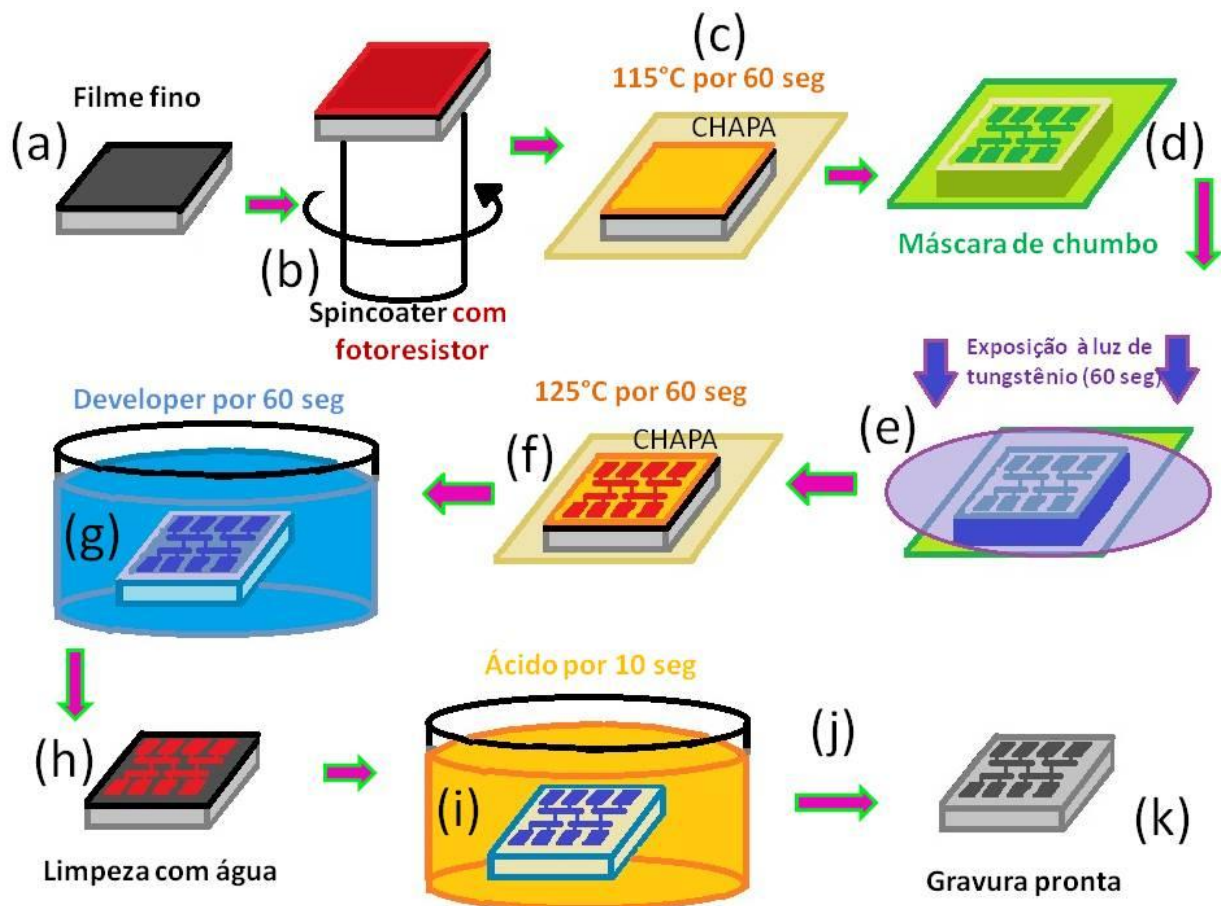 (a)
Filme fino
(b)
Spincoater com
fotoresistor
(c)
115°C por 60 seg
CHAPA
(d)
Máscara de chumbo
Exposição à luz de
tungstênio (60 seg)
(e)
125°C por 60 seg
CHAPA
(f)
Developer por 60 seg
(g)
(h)
Limpeza com água
Ácido por 10 seg
(i)
(j)
(k)
Gravura pronta